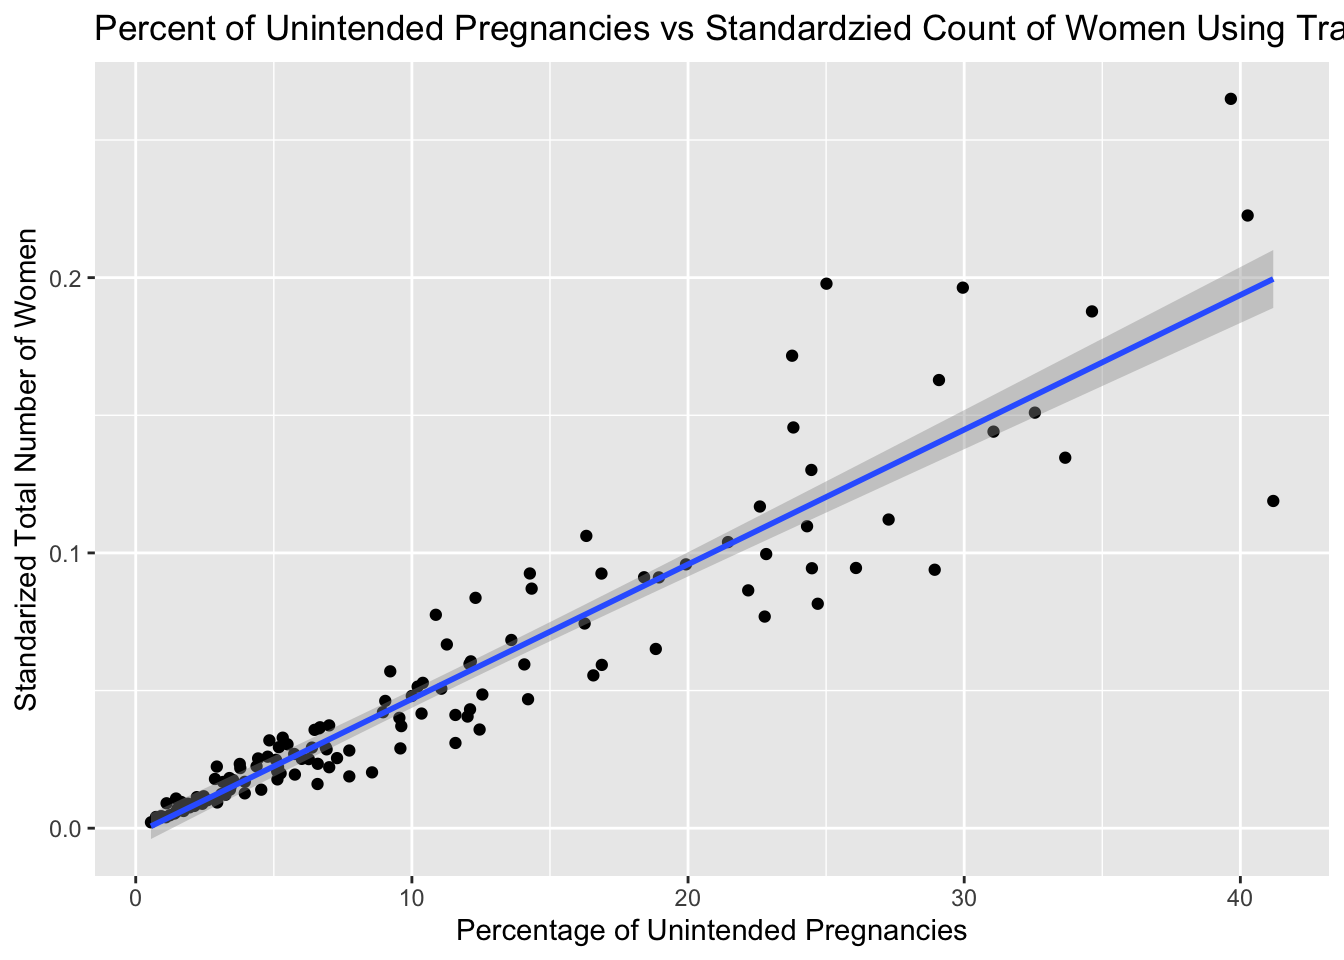 Percent of Unintended Pregnancies vs Standardzied Count of Women Using Tra
Standarized Total Number of Women
0.2
0.1
0.0
0 10 20 30 40
Percentage of Unintended Pregnancies